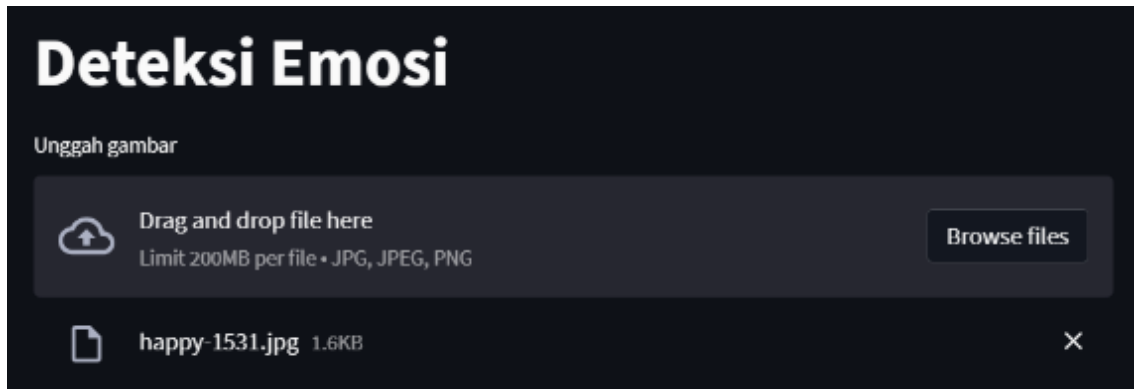 Deteksi Emosi
Unggah gambar
Drag and drop file here
Limit 200MB per file • JPG, JPEG, PNG
Browse files
happy-1531.jpg 1.6KB